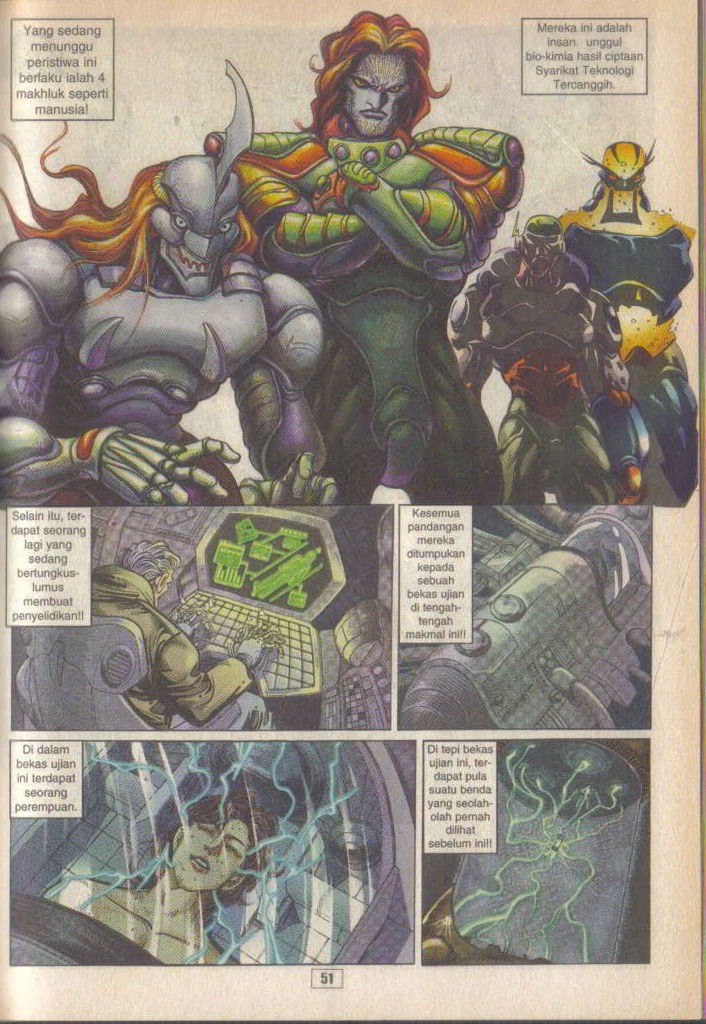 Yang sedang
menunggu
peristiwa ini
berlaku ialah 4
makhluk seperti
manusia!
Mereka ini adalah
insan unggul
bio-kimia hasil ciptaan
Syarikat Teknologi
Tercanggih.
Selain itu, ter-
dapat seorang
lagi yang
sedang
bertungkus-
lumus
membuat
penyelidikan!!
Kesemua
pandangan
mereka
ditumpukan
kepada
sebuah
bekas ujian
di tengah-
tengah
makmal ini!!
Di dalam
bekas ujian
ini terdapat
seorang
perempuan.
Di tepi bekas
ujian ini, ter-
dapat pula
suatu benda
yang seolah-
olah pernah
dilihat
sebelum ini!!
51